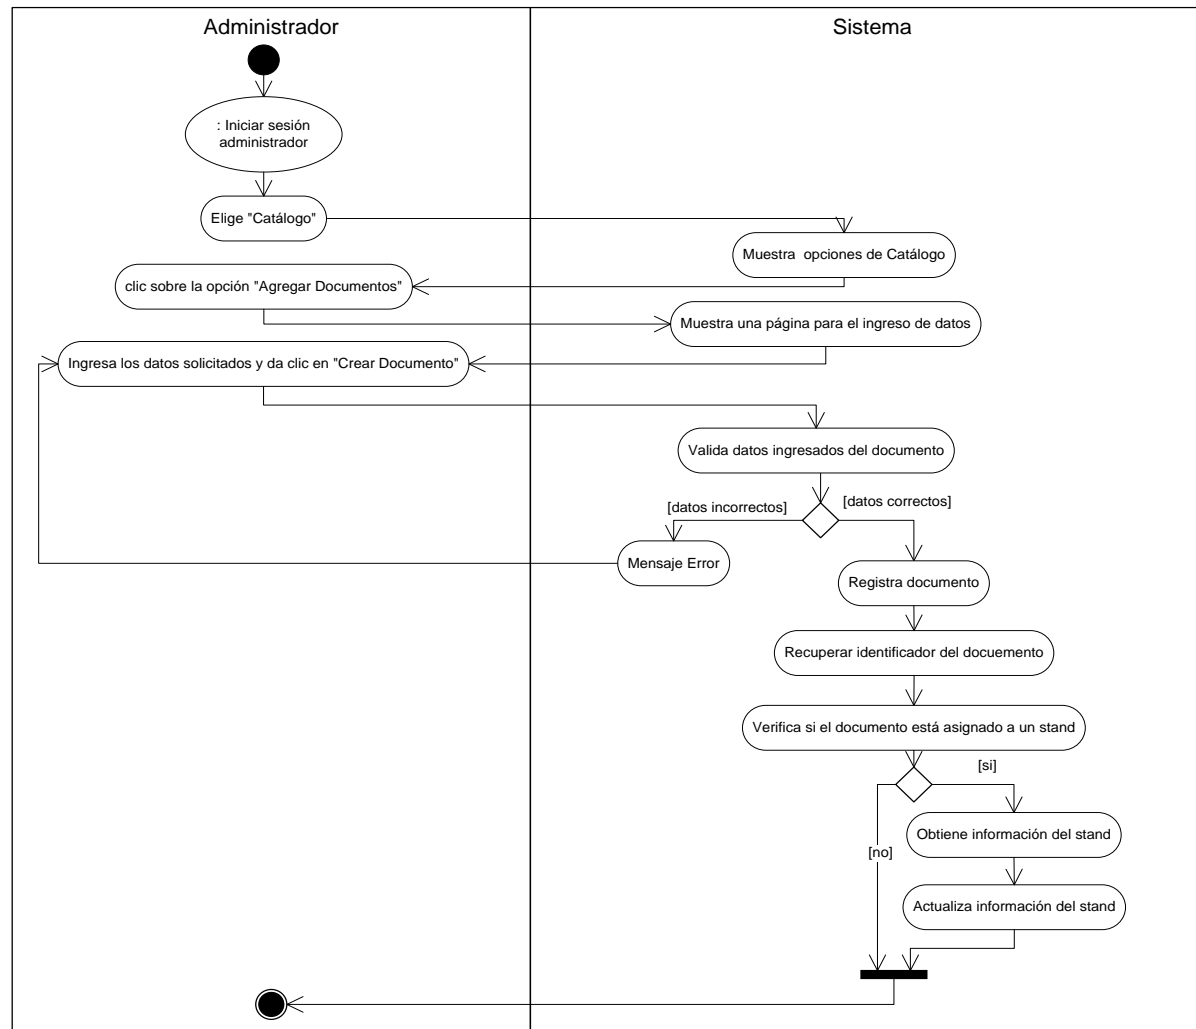 Administrador
Sistema
: Iniciar sesión
administrador
Elige "Catálogo"
Muestra  opciones de Catálogo
clic sobre la opción "Agregar Documentos"
Muestra una página para el ingreso de datos
Ingresa los datos solicitados y da clic en "Crear Documento"
Valida datos ingresados del documento
[datos incorrectos]
[datos correctos]
Mensaje Error
Registra documento
Recuperar identificador del docuemento
Verifica si el documento está asignado a un stand
[si]
Obtiene información del stand
[no]
Actualiza información del stand